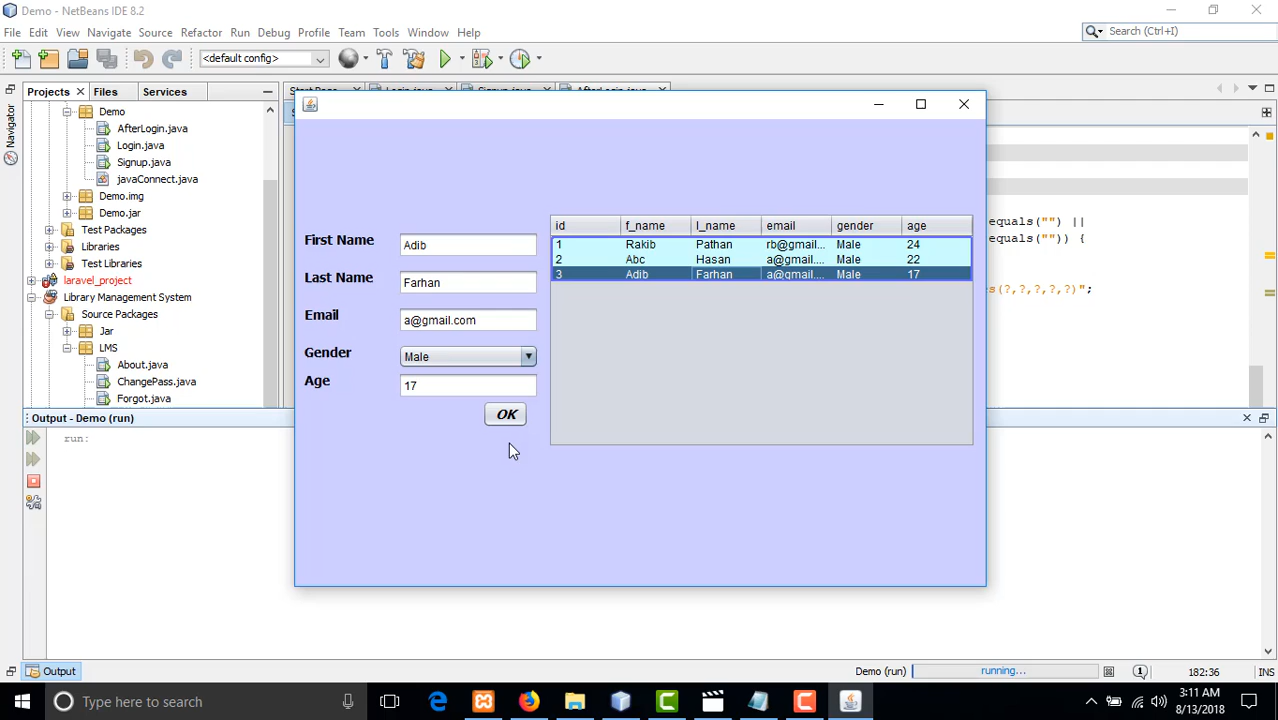 Demo - NetBeans IDE 8.2
File Edit View Navigate Source Refactor Run Debug Profile Team Tools Window Help
Search (Ctrl+I)
<default config>
Projects Files Services
Navigator
Demo
AfterLogin.java
Login.java
Signup.java
javaConnect.java
Demo.img
Demo.jar
Test Packages
Libraries
Test Libraries
laravel_project
Library Management System
Source Packages
Jar
LMS
About.java
ChangePass.java
Forgot.java
First Name Adib
Last Name Farhan
Email a@gmail.com
Gender Male
Age 17
OK
id f_name l_name email gender age
1 Rakib Pathan rb@gmail... Male 24
2 Abc Hasan a@gmail.... Male 22
3 Adib Farhan a@gmail.... Male 17
equals("") ||
equals("")) {
(?,?,?,?,?)";
Output - Demo (run)
run:
Output
Demo (run) running... 1 182:36 INS
Type here to search
3:11 AM
8/13/2018